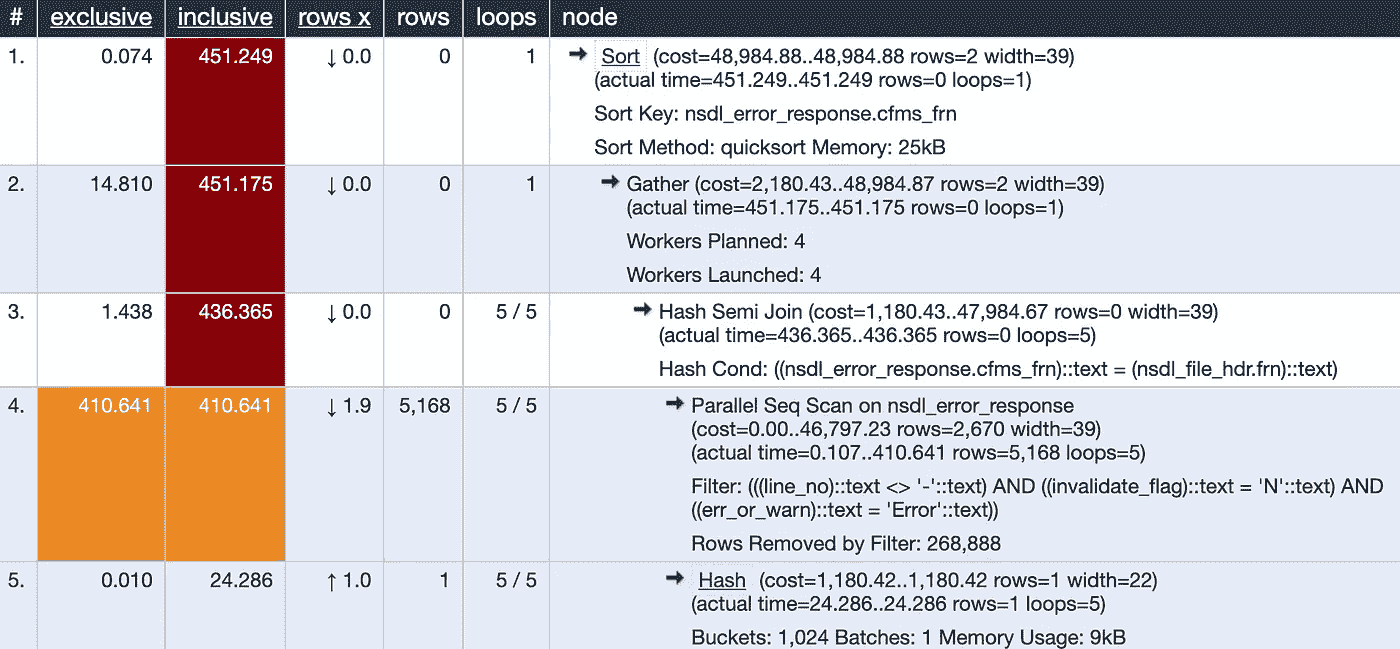 # exclusive inclusive rows x rows loops node
1. 0.074 451.249 ↓ 0.0 0 1 ➡ Sort (cost=48,984.88..48,984.88 rows=2 width=39)
(actual time=451.249..451.249 rows=0 loops=1)
Sort Key: nsdl_error_response.cfms_frn
Sort Method: quicksort Memory: 25kB
2. 14.810 451.175 ↓ 0.0 0 1 ➡ Gather (cost=2,180.43..48,984.87 rows=2 width=39)
(actual time=451.175..451.175 rows=0 loops=1)
Workers Planned: 4
Workers Launched: 4
3. 1.438 436.365 ↓ 0.0 0 5 / 5 ➡ Hash Semi Join (cost=1,180.43..47,984.67 rows=0 width=39)
(actual time=436.365..436.365 rows=0 loops=5)
Hash Cond: ((nsdl_error_response.cfms_frn)::text = (nsdl_file_hdr.frn)::text)
4. 410.641 410.641 ↓ 1.9 5,168 5 / 5 ➡ Parallel Seq Scan on nsdl_error_response
(cost=0.00..46,797.23 rows=2,670 width=39)
(actual time=0.107..410.641 rows=5,168 loops=5)
Filter: (((line_no)::text <> '-'::text) AND ((invalidate_flag)::text = 'N'::text) AND
((err_or_warn)::text = 'Error'::text))
Rows Removed by Filter: 268,888
5. 0.010 24.286 ↑ 1.0 1 5 / 5 ➡ Hash (cost=1,180.42..1,180.42 rows=1 width=22)
(actual time=24.286..24.286 rows=1 loops=5)
Buckets: 1,024 Batches: 1 Memory Usage: 9kB